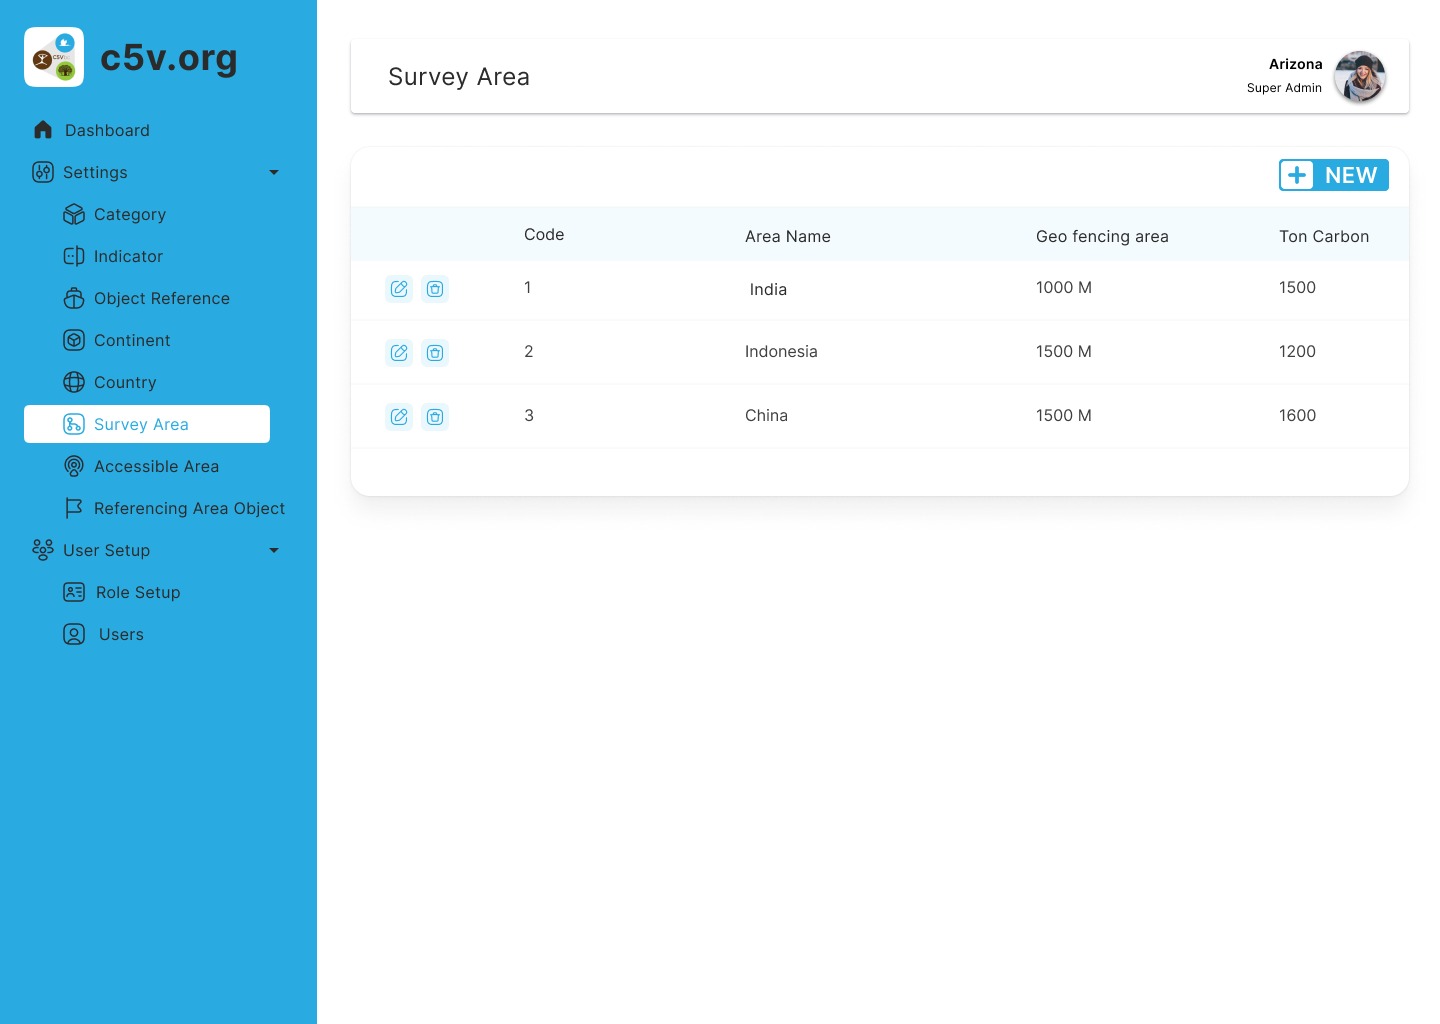 c5v.org
Dashboard
Settings
Category
Indicator
Object Reference
Continent
Country
Survey Area
Accessible Area
Referencing Area Object
User Setup
Role Setup
Users
Survey Area
Arizona
Super Admin
NEW
Code Area Name Geo fencing area Ton Carbon
1 India 1000 M 1500
2 Indonesia 1500 M 1200
3 China 1500 M 1600